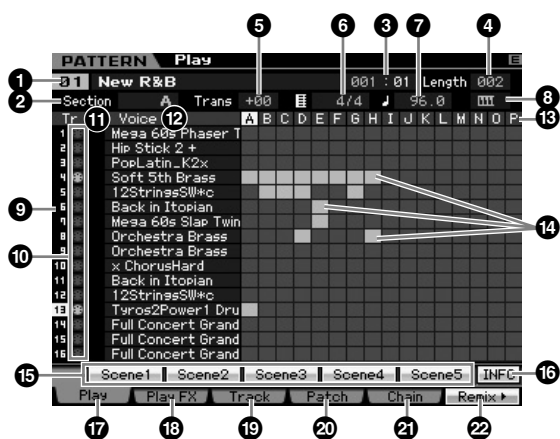 5 6 3 7 4
PATTERN Play E
1 01 New R&B 001 : 01 Length 002
2 Section A Trans +00 4/4 ♩ 96.0 8
Tr 11 Voice 12 A B C D E F G H I J K L M N O P 13
1 Mega 60s Phaser T
2 Hip Stick 2 +
3 PopLatin_K2x
4 Soft 5th Brass
5 12StringsSW*c
9 6 Back in Itopian 14
7 Mega 60s Slap Twin
10 8 Orchestra Brass
9 Orchestra Brass
10 x ChorusHard
11 Back in Itopian
12 12StringsSW*c
13 Tyros2Power1 Dru
14 Full Concert Grand
15 Full Concert Grand
16 Full Concert Grand
15 Scene1 Scene2 Scene3 Scene4 Scene5 INFO 16
Play Play FX Track Patch Chain Remix
17 18 19 20 21 22